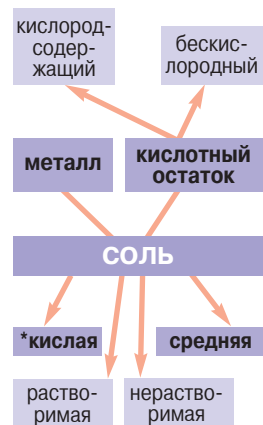 кислород-
содер-
жащий
бескис-
лородный
металл
кислотный
остаток
СОЛЬ
*кислая
средняя
раство-
римая
нераство-
римая